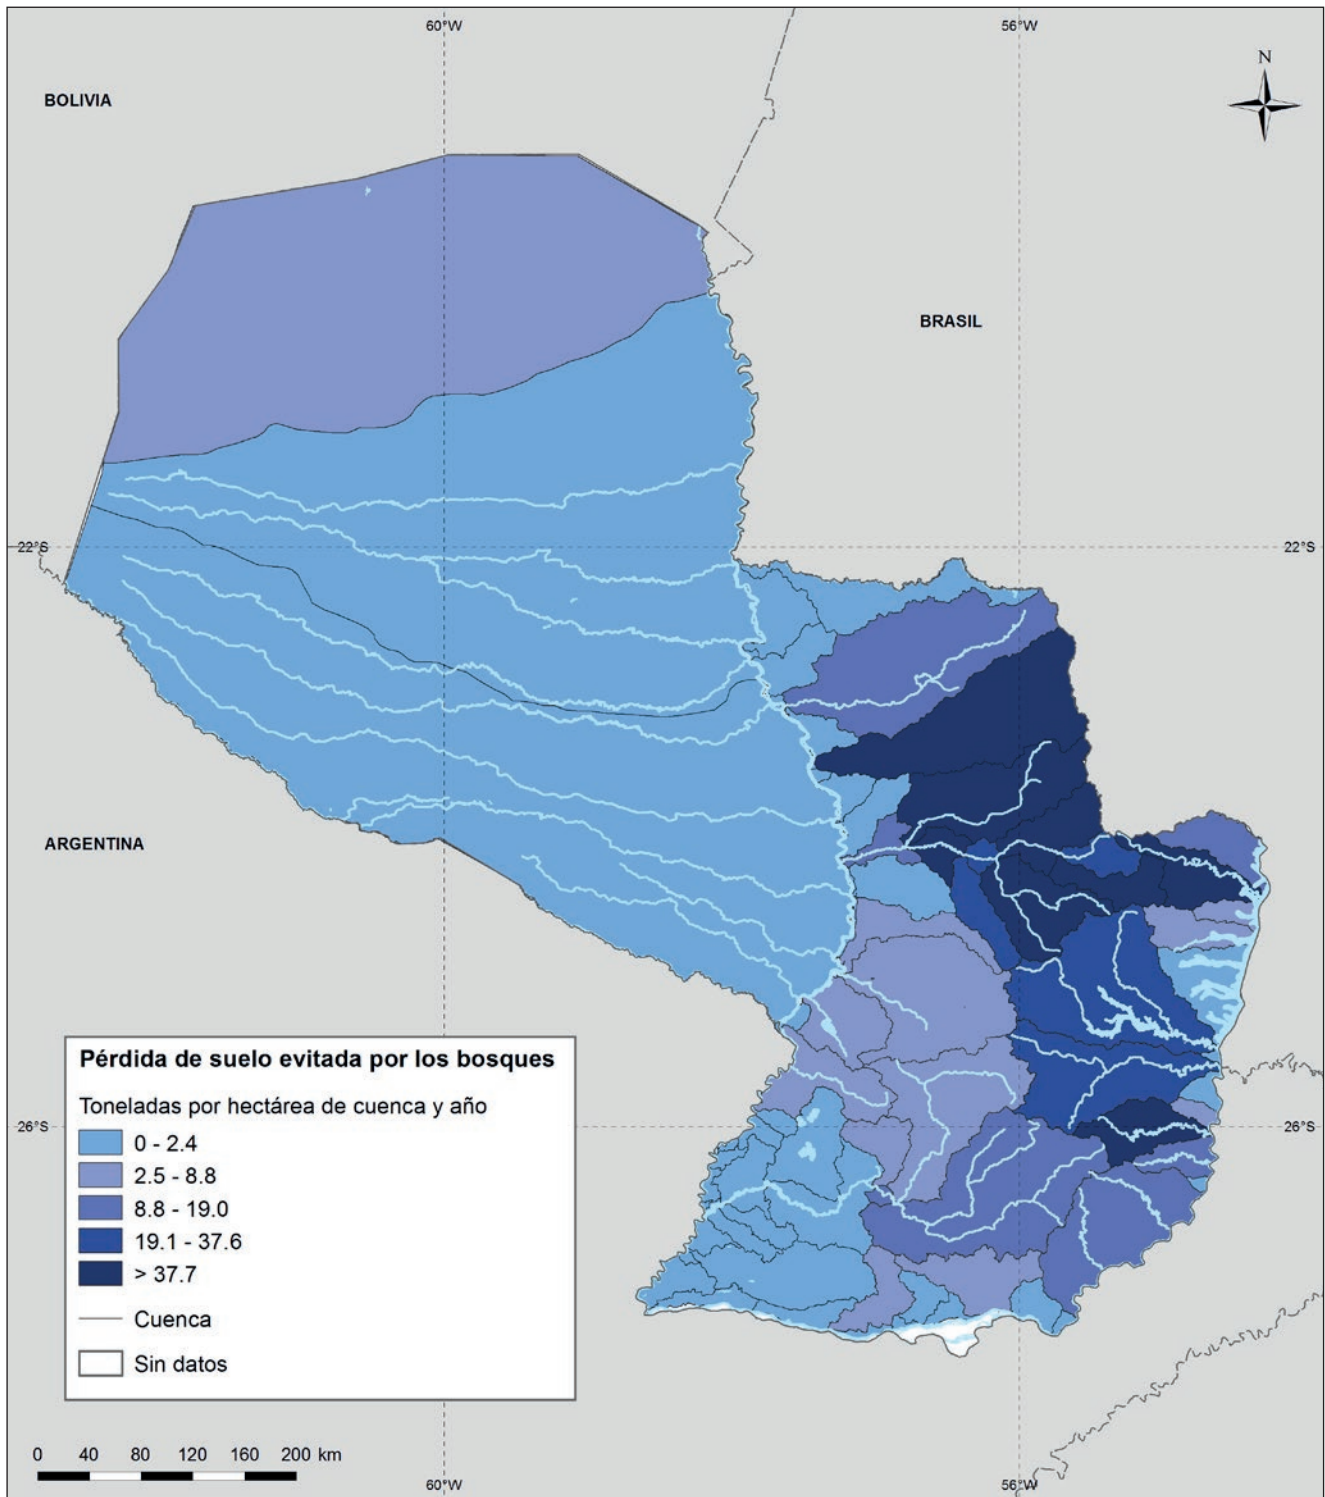 60°W 56°W
N
BOLIVIA
BRASIL
22°S 22°S
ARGENTINA
Pérdida de suelo evitada por los bosques
Toneladas por hectárea de cuenca y año
0 - 2.4
2.5 - 8.8
8.8 - 19.0
19.1 - 37.6
> 37.7
Cuenca
Sin datos
26°S 26°S
0 40 80 120 160 200 km
60°W 56°W